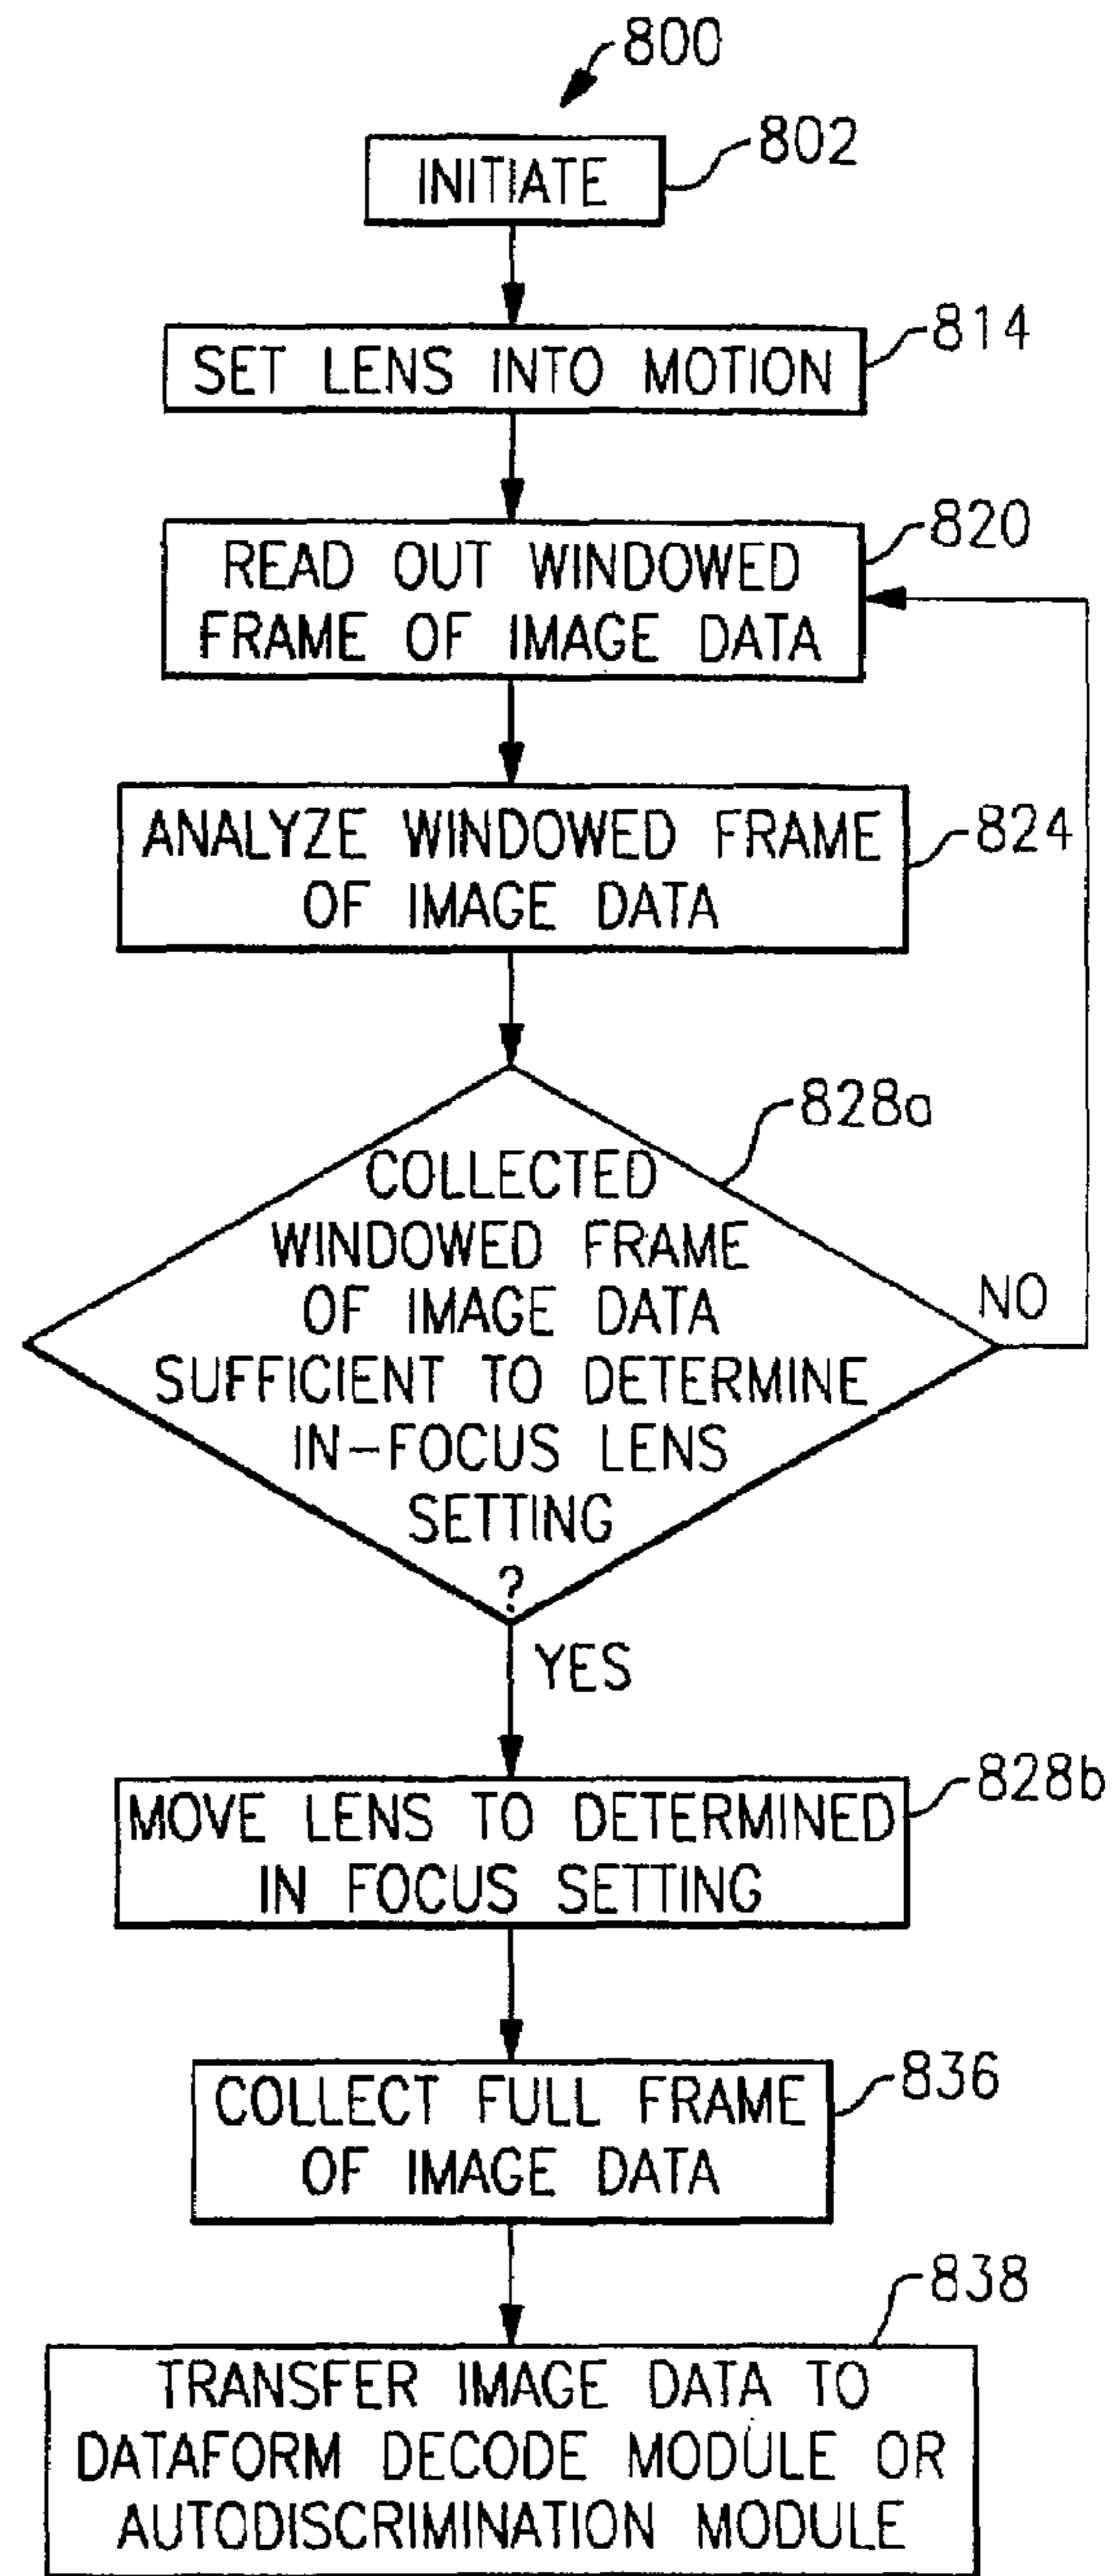 800
INITIATE
802
SET LENS INTO MOTION
814
READ OUT WINDOWED
FRAME OF IMAGE DATA
820
ANALYZE WINDOWED FRAME
OF IMAGE DATA
824
COLLECTED
WINDOWED FRAME
OF IMAGE DATA
SUFFICIENT TO DETERMINE
IN-FOCUS LENS
SETTING
?
828a
NO
YES
MOVE LENS TO DETERMINED
IN FOCUS SETTING
828b
COLLECT FULL FRAME
OF IMAGE DATA
836
838
TRANSFER IMAGE DATA TO
DATAFORM DECODE MODULE OR
AUTODISCRIMINATION MODULE